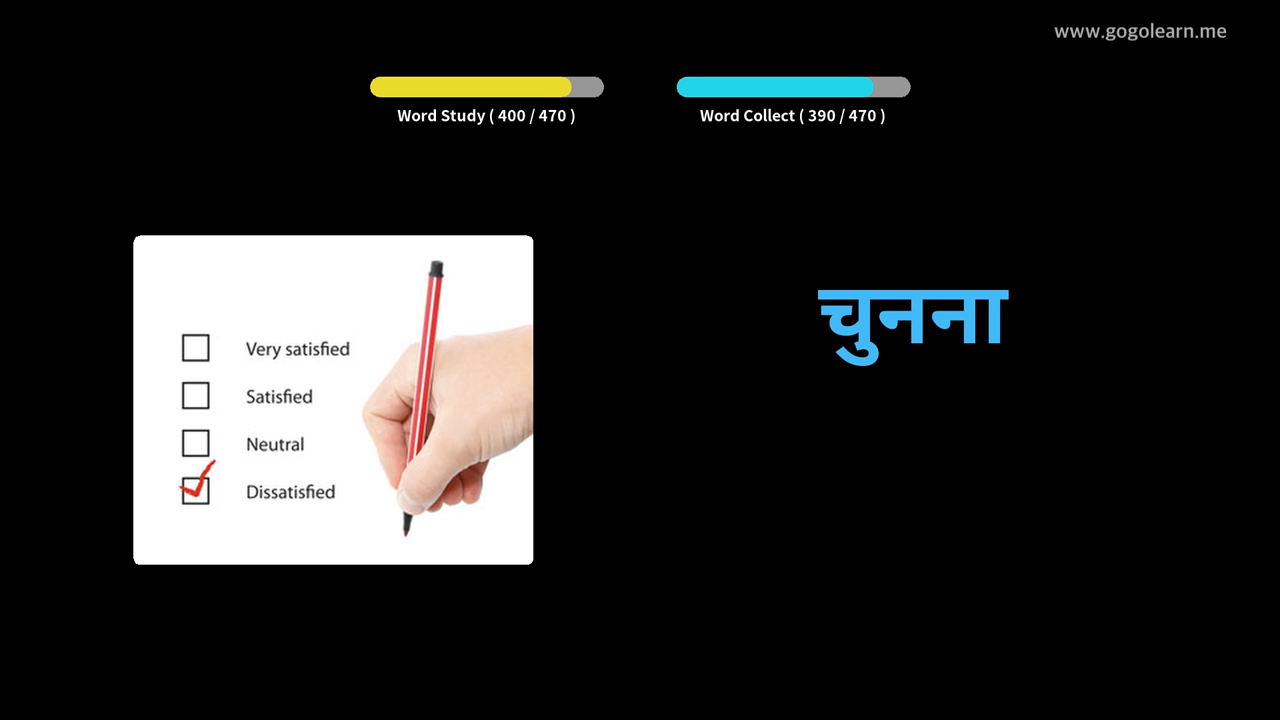 www.gogolearn.me
Word Study ( 400 / 470 )
Word Collect ( 390 / 470 )
Very satisfied
Satisfied
Neutral
Dissatisfied
चुनना